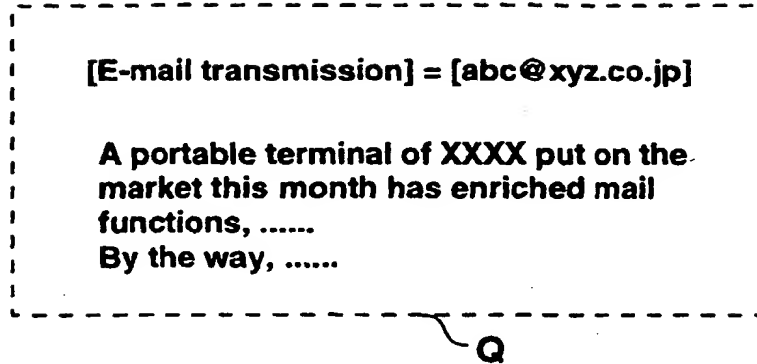 [E-mail transmission] = [abc@xyz.co.jp]
A portable terminal of XXXX put on the
market this month has enriched mail
functions, ......
By the way, ......
Q